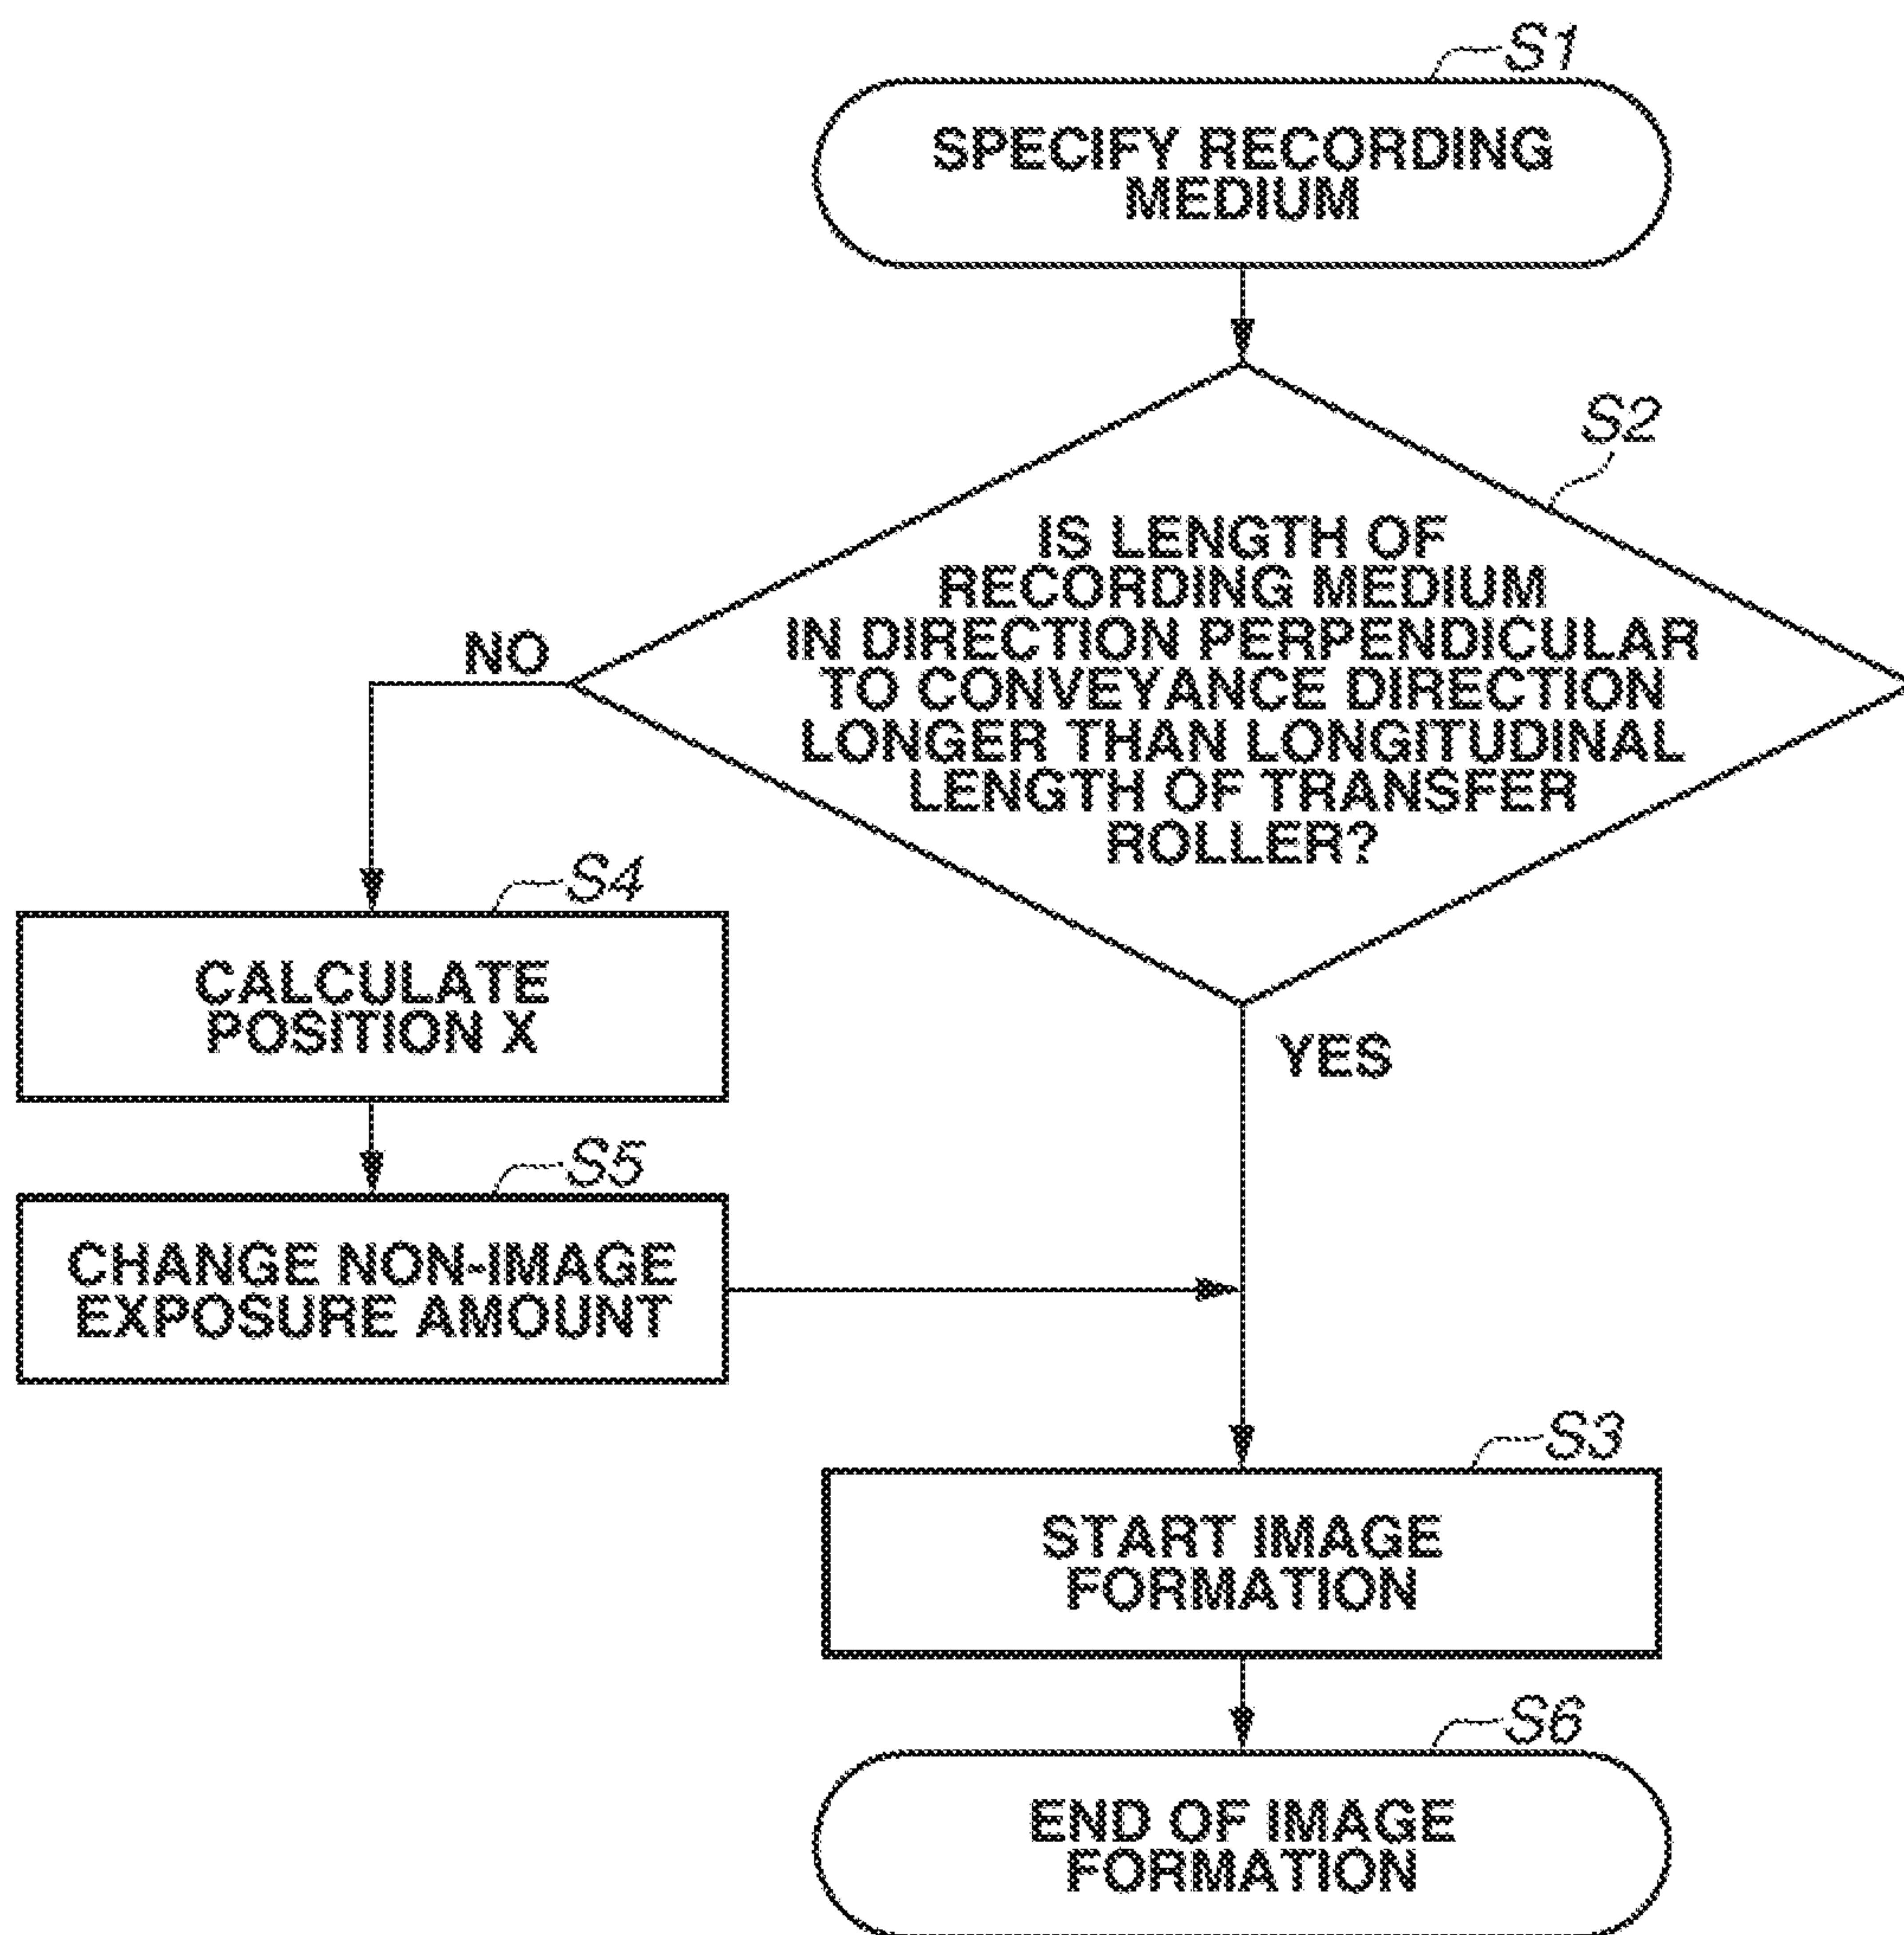 S1
SPECIFY RECORDING
MEDIUM
S2
IS LENGTH OF
RECORDING MEDIUM
IN DIRECTION PERPENDICULAR
TO CONVEYANCE DIRECTION
LONGER THAN LONGITUDINAL
LENGTH OF TRANSFER
ROLLER?
NO
YES
S4
CALCULATE
POSITION X
S5
CHANGE NON-IMAGE
EXPOSURE AMOUNT
S3
START IMAGE
FORMATION
S6
END OF IMAGE
FORMATION